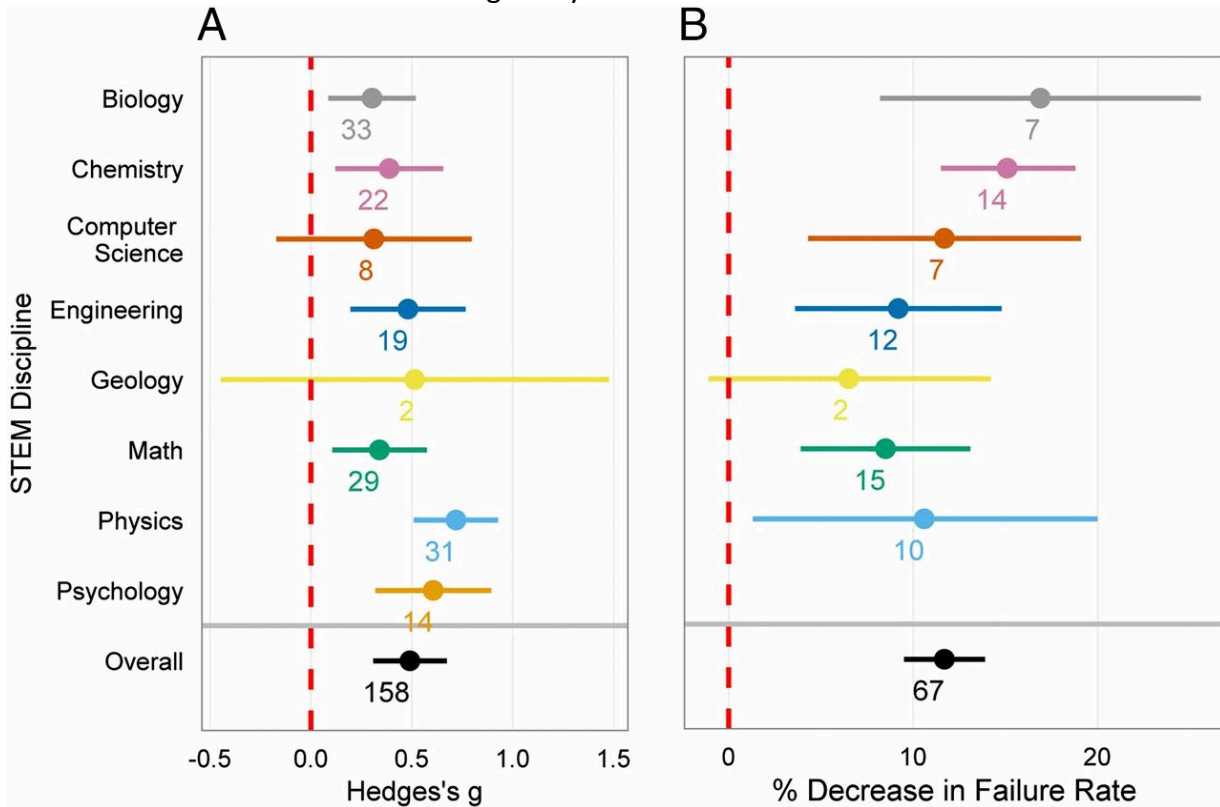 A
B
Biology
33
7
Chemistry
22
14
Computer
Science
8
7
Engineering
19
12
Geology
2
2
Math
29
15
Physics
31
10
Psychology
14
Overall
158
67
STEM Discipline
-0.5 0.0 0.5 1.0 1.5
0 10 20
Hedges's g
% Decrease in Failure Rate